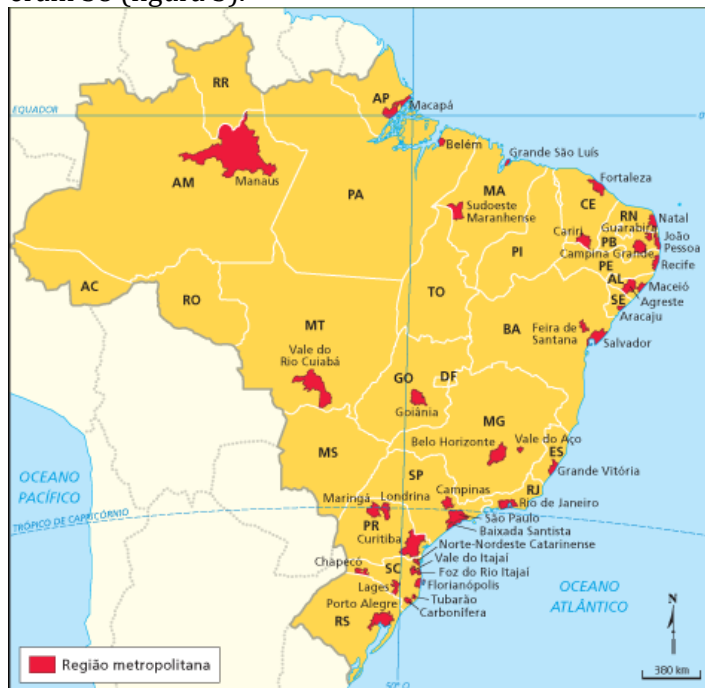 RR
AP
Macapá
EQUADOR
0°
Belém
Grande São Luís
AM
Manaus
PA
MA
Fortaleza
CE
Sudoeste
Maranhense
RN
Natal
Guarabira
Cariri
PB
João
Pessoa
Campina Grande
PI
PE
Recife
AC
AL
Maceió
RO
TO
SE
Agreste
Aracaju
MT
BA
Feira de
Santana
Salvador
Vale do
Rio Cuiabá
GO
DF
Goiânia
MG
Belo Horizonte
Vale do Aço
ES
MS
Grande Vitória
SP
OCEANO
PACÍFICO
RJ
Maringá
Londrina
Campinas
Rio de Janeiro
TRÓPICO DE CAPRICÓRNIO
São Paulo
PR
Baixada Santista
Curitiba
Norte-Nordeste Catarinense
Vale do Itajaí
Chapecó
SC
Foz do Rio Itajaí
Lages
Florianópolis
OCEANO
ATLÂNTICO
Tubarão
Porto Alegre
Carbonífera
RS
N
Região metropolitana
50° O
380 km